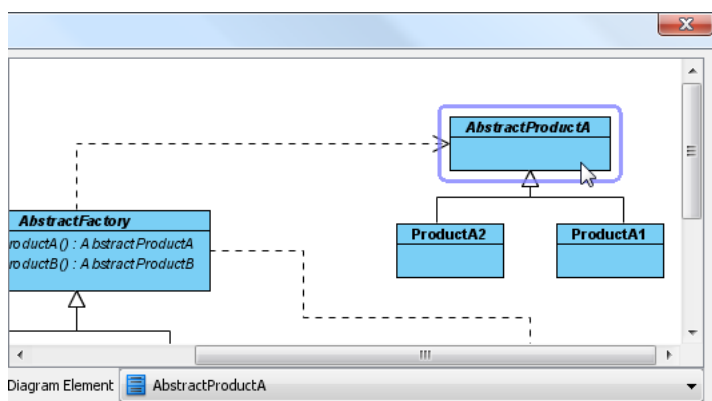 AbstractProductA
AbstractFactory
roductA() : AbstractProductA
roductB() : AbstractProductB
ProductA2
ProductA1
Diagram Element
AbstractProductA